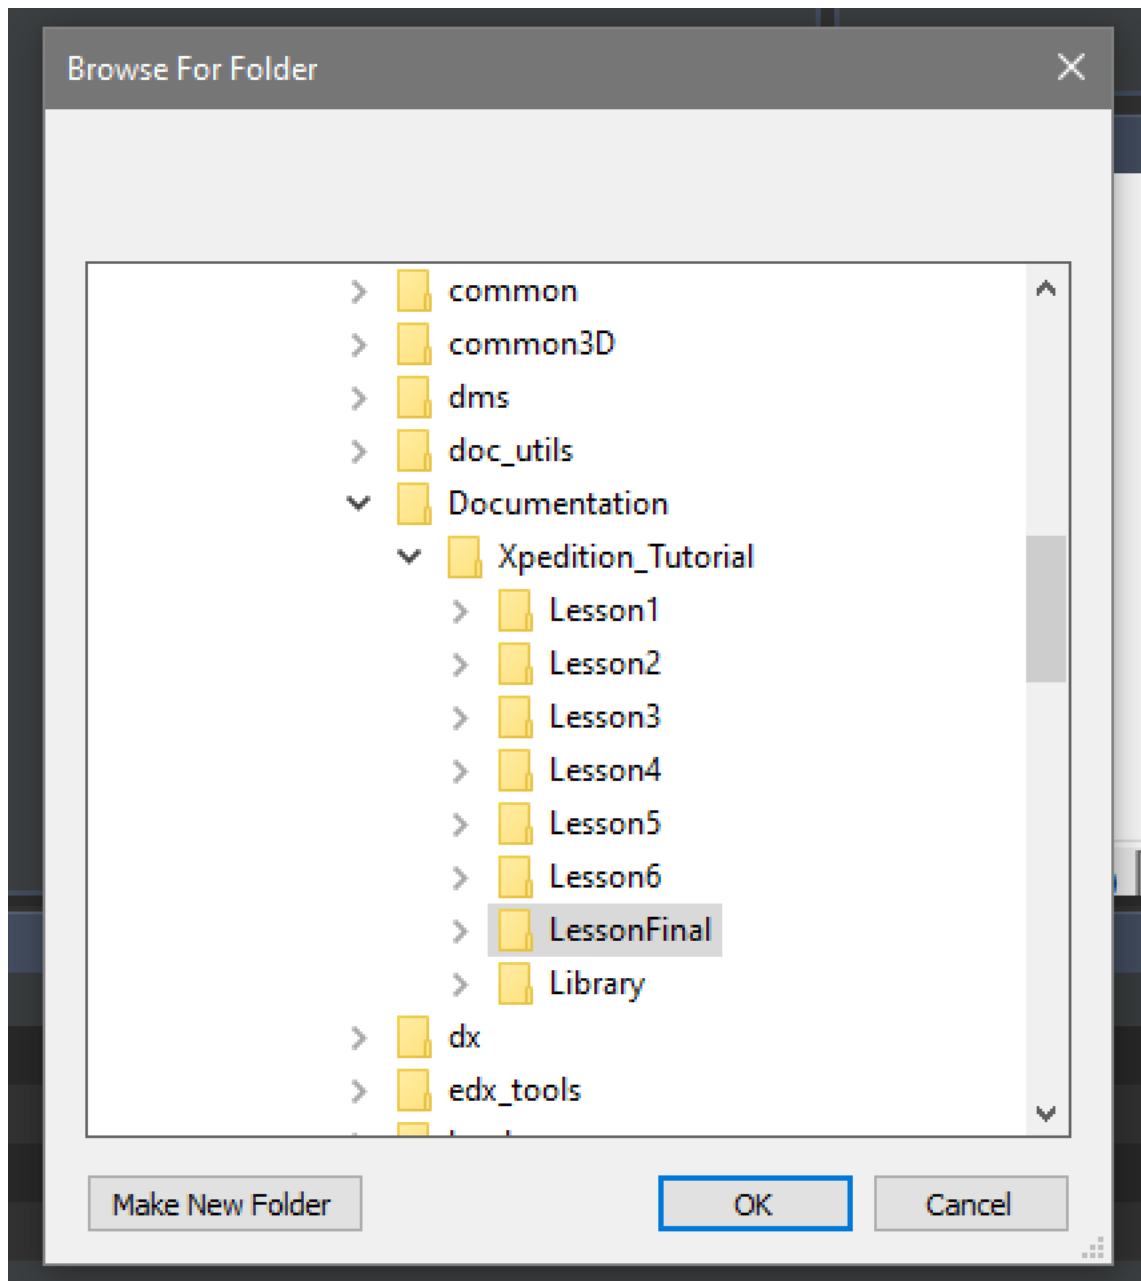 Browse For Folder
common
common3D
dms
doc_utils
Documentation
Xpedition_Tutorial
Lesson1
Lesson2
Lesson3
Lesson4
Lesson5
Lesson6
LessonFinal
Library
dx
edx_tools
Make New Folder OK Cancel